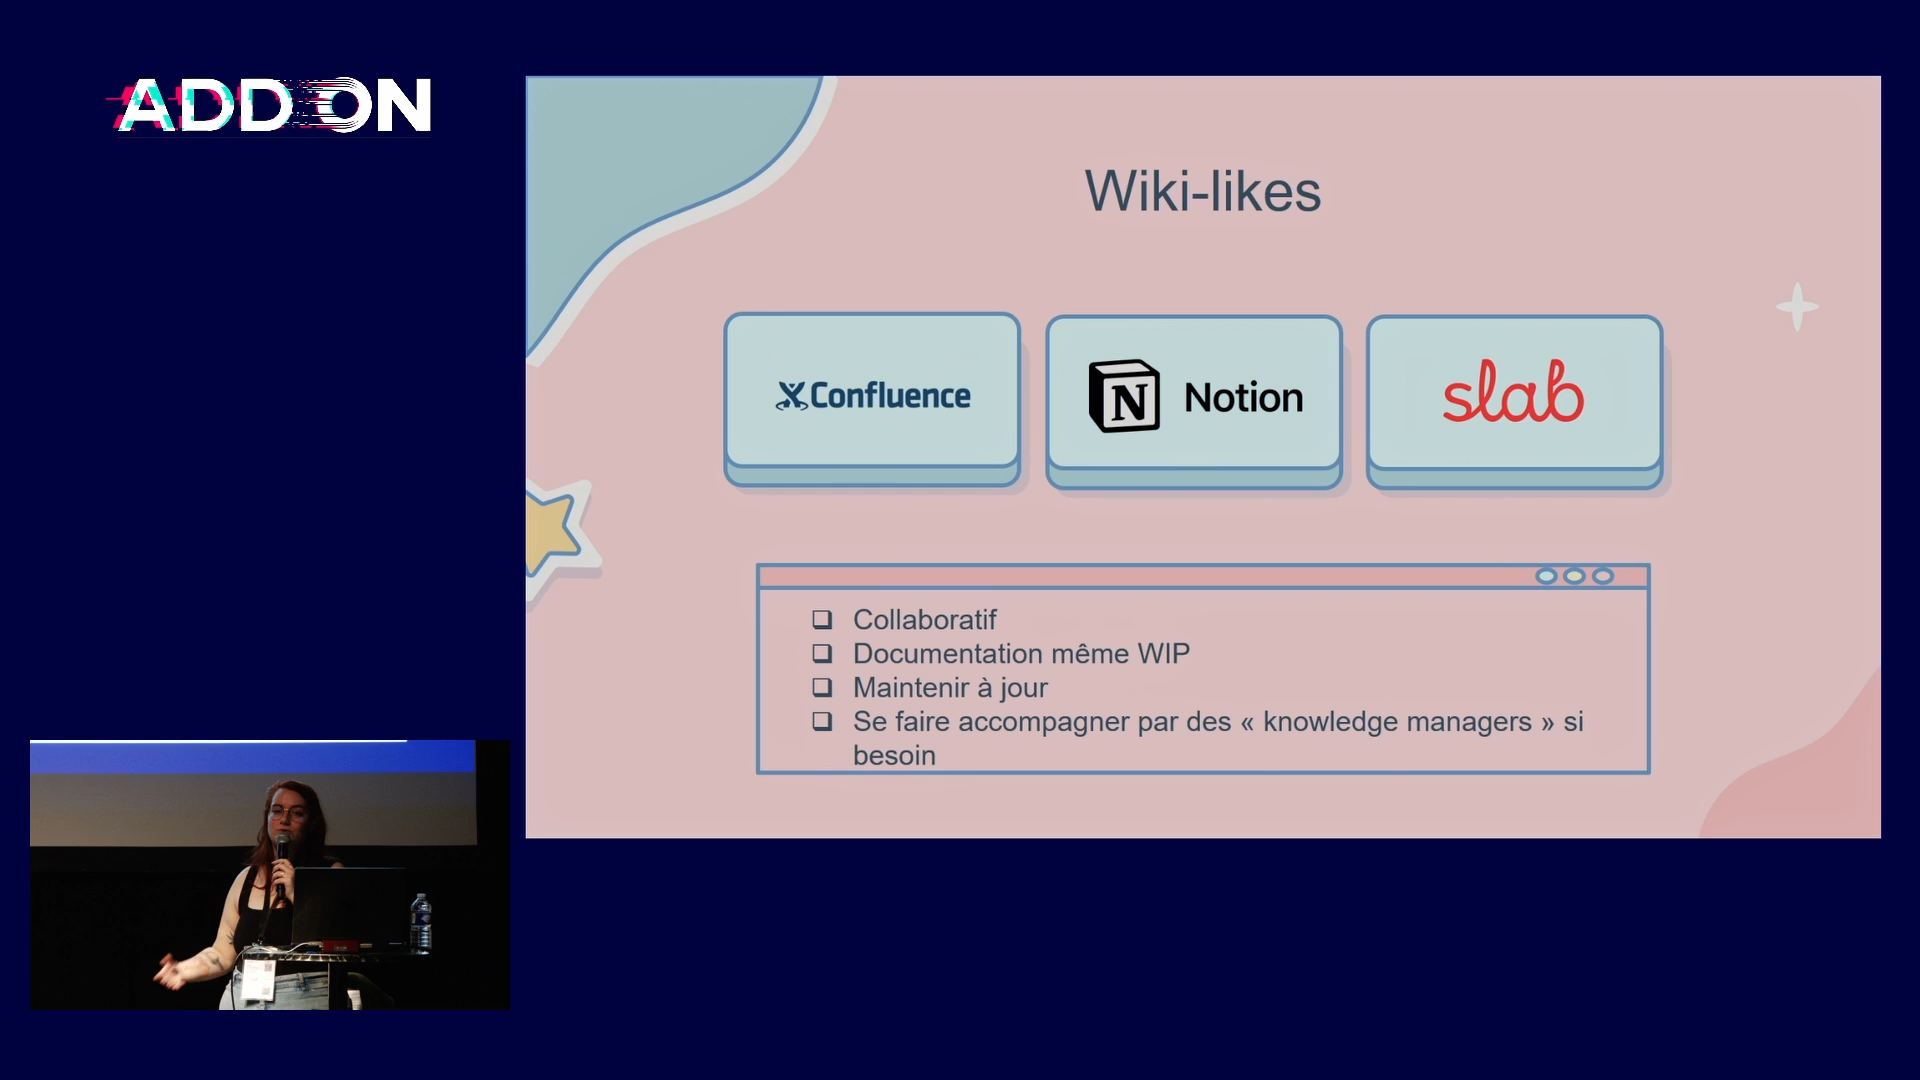 ADDON
Wiki-likes
Confluence
N Notion
slab
❑ Collaboratif
❑ Documentation même WIP
❑ Maintenir à jour
❑ Se faire accompagner par des « knowledge managers » si
besoin